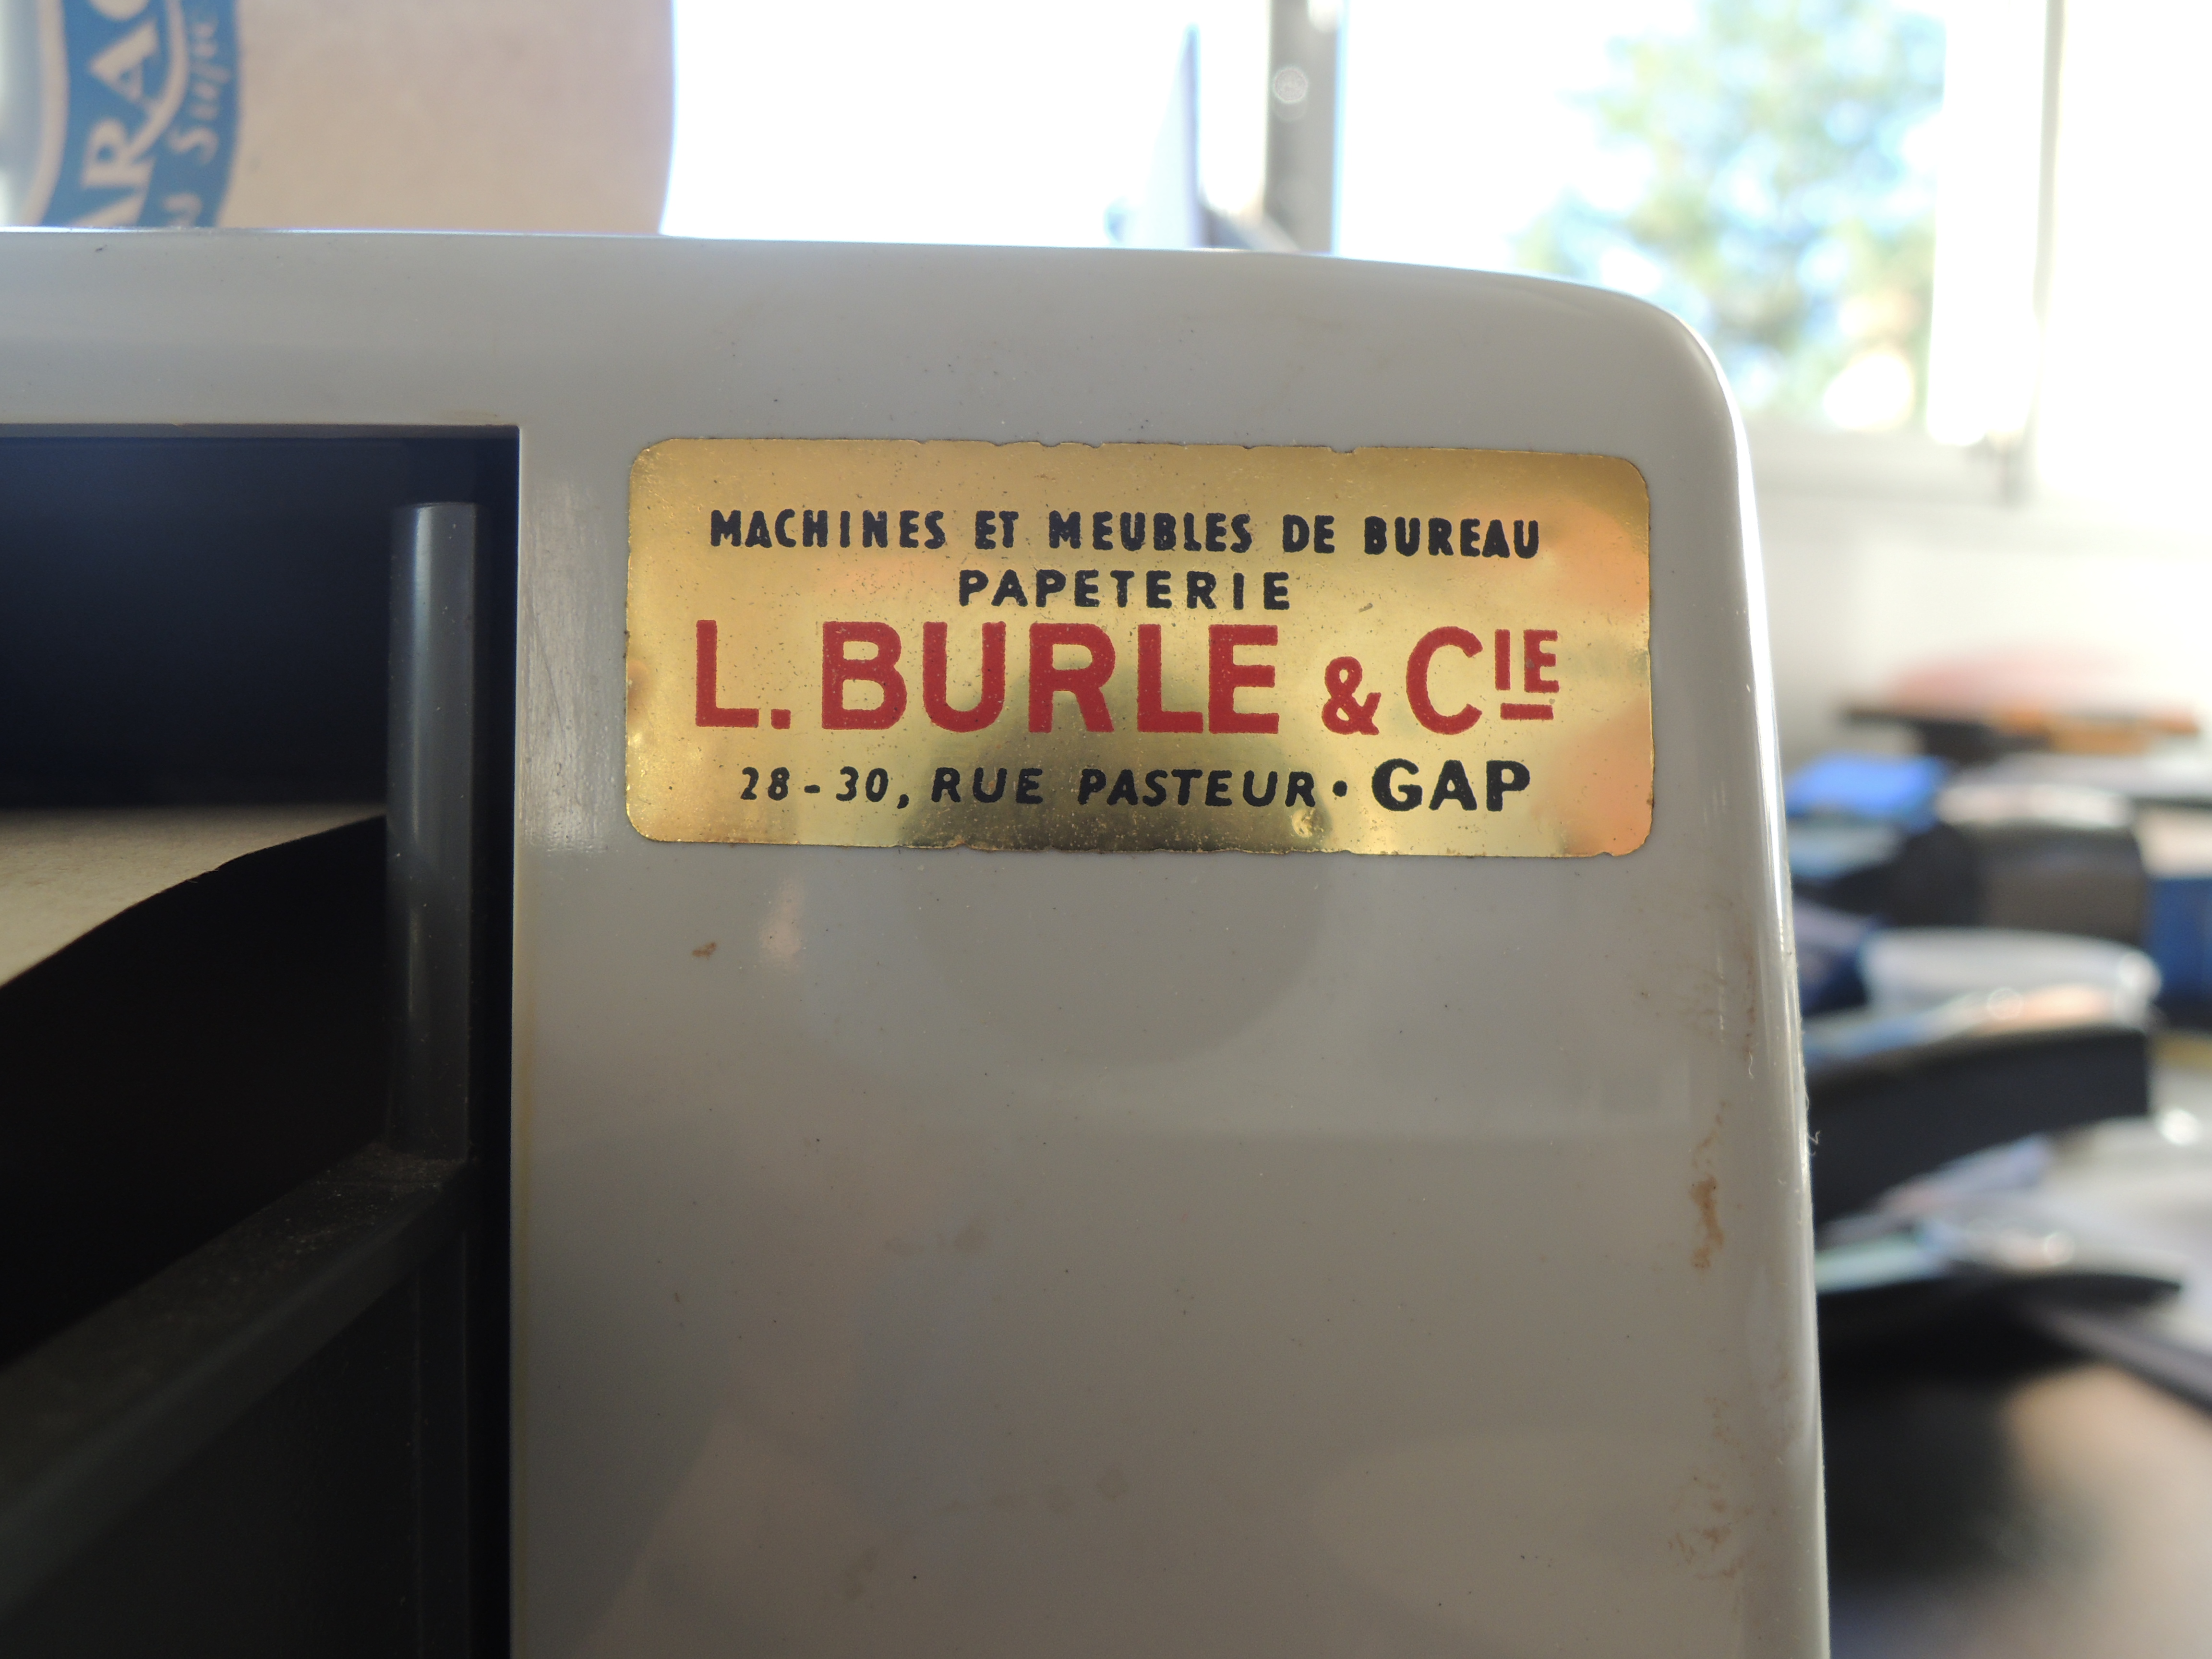 MACHINES ET MEUBLES DE BUREAU
PAPETERIE
L. BURLE & CIE
28-30, RUE PASTEUR • GAP